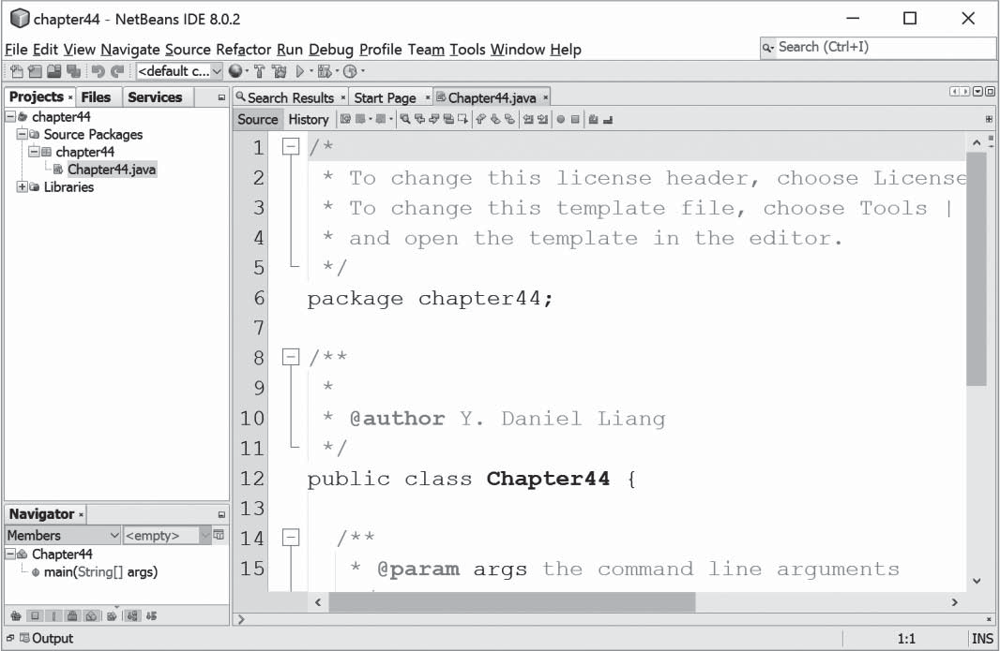 chapter44 - NetBeans IDE 8.0.2
File Edit View Navigate Source Refactor Run Debug Profile Team Tools Window Help
Search (Ctrl+I)
<default c...
Projects Files Services
chapter44
Source Packages
chapter44
Chapter44.java
Libraries
Search Results Start Page Chapter44.java
Source History
1 /*
2 * To change this license header, choose License
3 * To change this template file, choose Tools |
4 * and open the template in the editor.
5 */
6 package chapter44;
7
8 /**
9 *
10 * @author Y. Daniel Liang
11 */
12 public class Chapter44 {
13
14 /**
15 * @param args the command line arguments
Navigator
Members <empty>
Chapter44
main(String[] args)
Output
1:1 INS